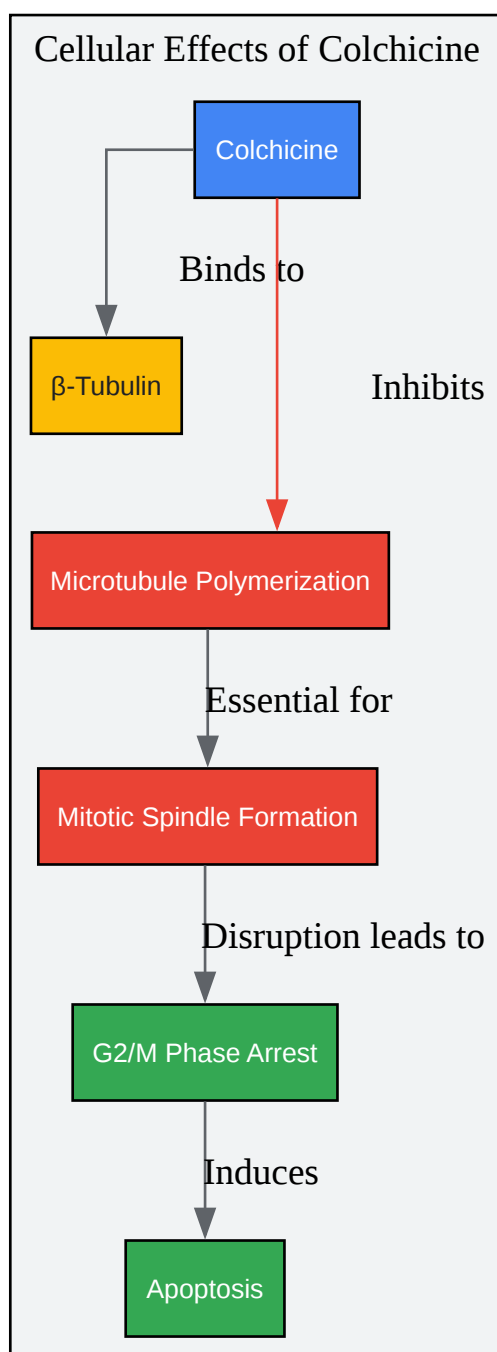 Cellular Effects of Colchicine
Colchicine
Binds to
β-Tubulin
Inhibits
Microtubule Polymerization
Essential for
Mitotic Spindle Formation
Disruption leads to
G2/M Phase Arrest
Induces
Apoptosis